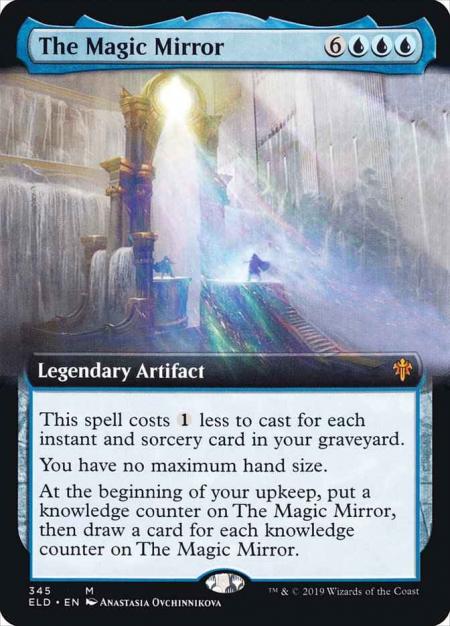 The Magic Mirror 6
Legendary Artifact
This spell costs 1 less to cast for each
instant and sorcery card in your graveyard.
You have no maximum hand size.
At the beginning of your upkeep, put a
knowledge counter on The Magic Mirror,
then draw a card for each knowledge
counter on The Magic Mirror.
345 M
ELD • EN Anastasia Ovchinnikova
™ & © 2019 Wizards of the Coast